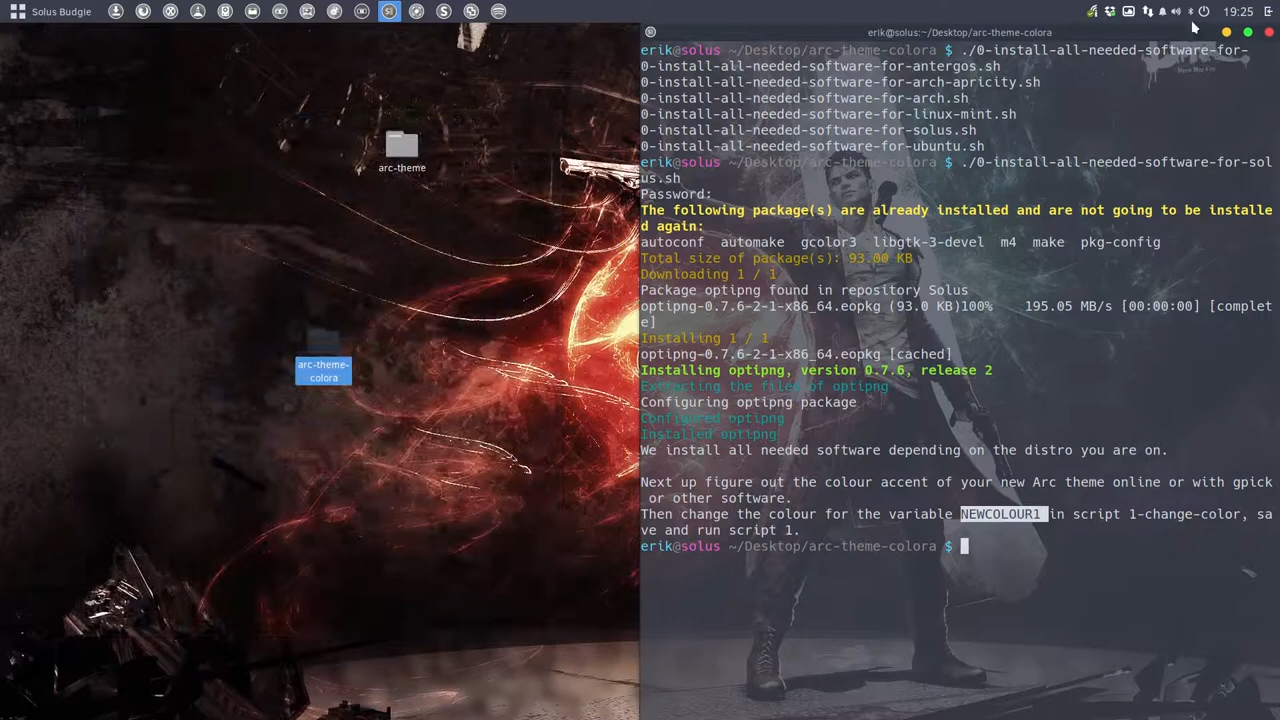 Solus Budgie
19:25
arc-theme
arc-theme-
colora
erik@solus:~/Desktop/arc-theme-colora
erik@solus ~/Desktop/arc-theme-colora $ ./0-install-all-needed-software-for-
0-install-all-needed-software-for-antergos.sh
0-install-all-needed-software-for-arch-apricity.sh
0-install-all-needed-software-for-arch.sh
0-install-all-needed-software-for-linux-mint.sh
0-install-all-needed-software-for-solus.sh
0-install-all-needed-software-for-ubuntu.sh
erik@solus ~/Desktop/arc-theme-colora $ ./0-install-all-needed-software-for-sol
us.sh
Password:
The following package(s) are already installed and are not going to be installe
d again:
autoconf  automake  gcolor3  libgtk-3-devel  m4  make  pkg-config
Total size of package(s): 93.00 KB
Downloading 1 / 1
Package optipng found in repository Solus
optipng-0.7.6-2-1-x86_64.eopkg (93.0 KB)100%    195.05 MB/s [00:00:00] [complet
e]
Installing 1 / 1
optipng-0.7.6-2-1-x86_64.eopkg [cached]
Installing optipng, version 0.7.6, release 2
Extracting the files of optipng
Configuring optipng package
Configured optipng
Installed optipng
We install all needed software depending on the distro you are on.
Next up figure out the colour accent of your new Arc theme online or with gpick
 or other software.
Then change the colour for the variable NEWCOLOUR1 in script 1-change-color, sa
ve and run script 1.
erik@solus ~/Desktop/arc-theme-colora $